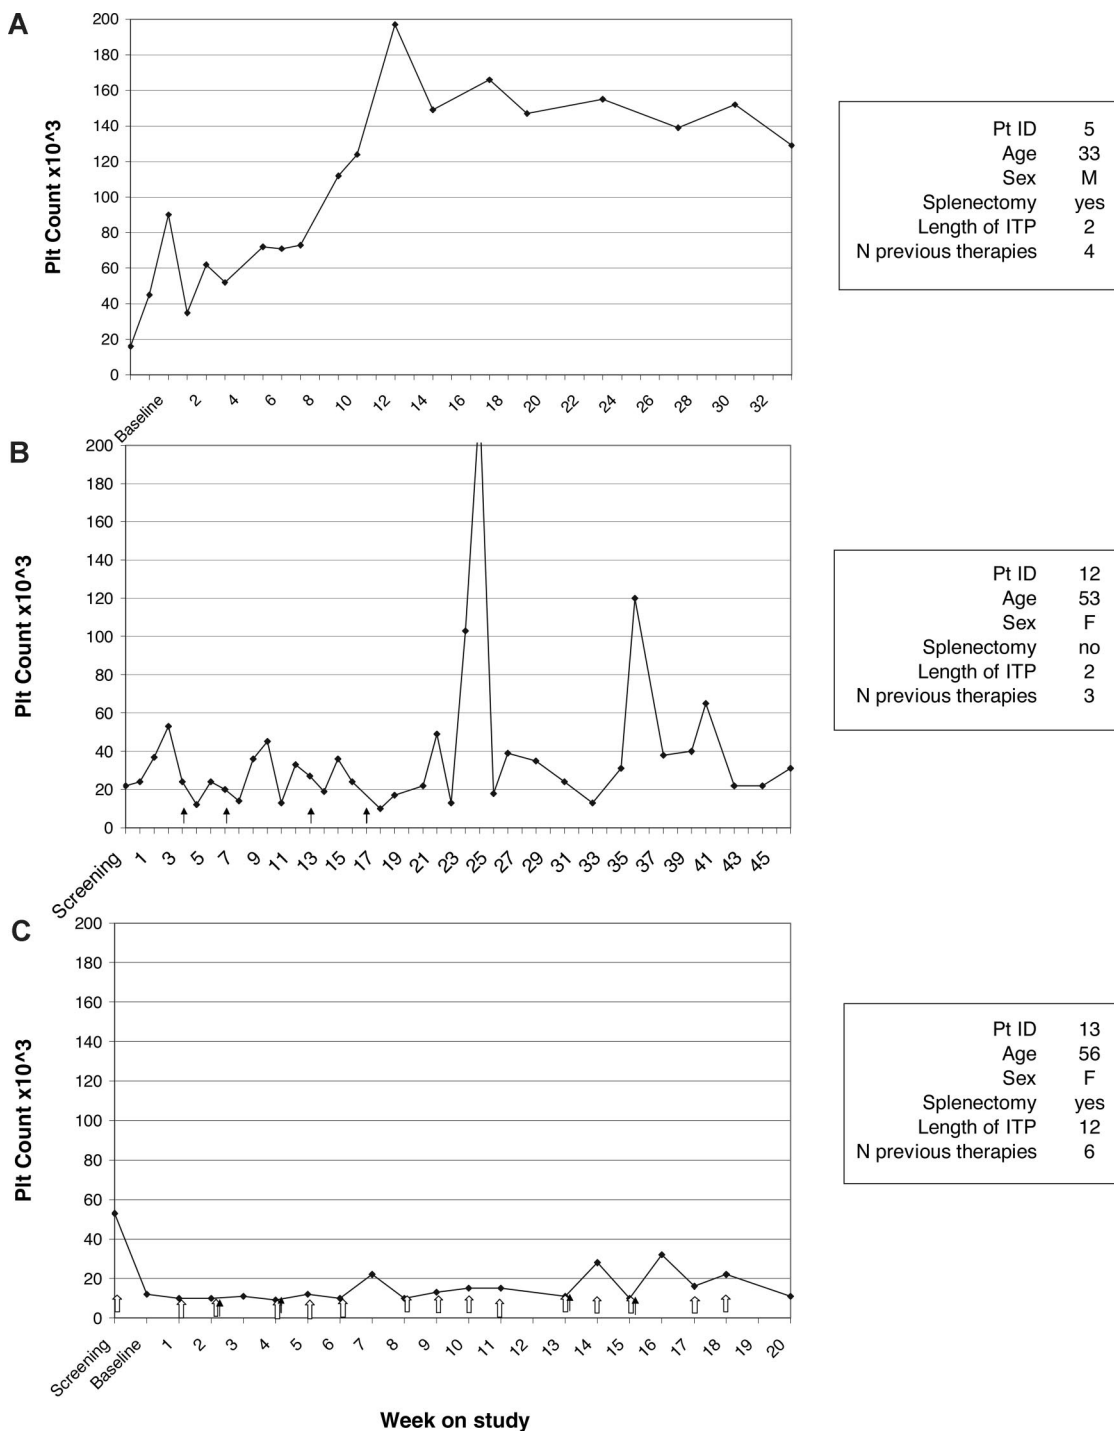 A
Plt Count x10^3
200
180
160
140
120
100
80
60
40
20
0
Baseline 2 4 6 8 10 12 14 16 18 20 22 24 26 28 30 32
Pt ID 5
Age 33
Sex M
Splenectomy yes
Length of ITP 2
N previous therapies 4
B
Plt Count x10^3
200
180
160
140
120
100
80
60
40
20
0
Screening 1 3 5 7 9 11 13 15 17 19 21 23 25 27 29 31 33 35 37 39 41 43 45
Pt ID 12
Age 53
Sex F
Splenectomy no
Length of ITP 2
N previous therapies 3
C
Plt Count x10^3
200
180
160
140
120
100
80
60
40
20
0
Screening Baseline 1 2 3 4 5 6 7 8 9 10 11 12 13 14 15 16 17 18 19 20
Week on study
Pt ID 13
Age 56
Sex F
Splenectomy yes
Length of ITP 12
N previous therapies 6